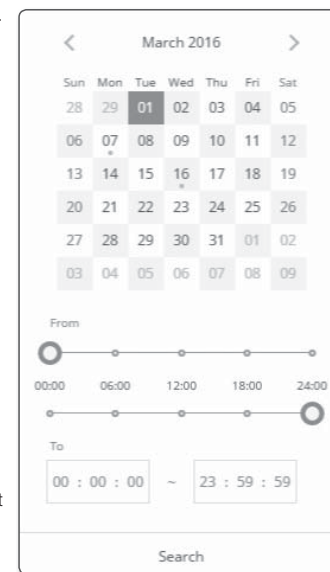 < March 2016 >
Sun Mon Tue Wed Thu Fri Sat
28 29 01 02 03 04 05
06 07 08 09 10 11 12
13 14 15 16 17 18 19
20 21 22 23 24 25 26
27 28 29 30 31 01 02
03 04 05 06 07 08 09
From
00:00 06:00 12:00 18:00 24:00
To
00 : 00 : 00 ~ 23 : 59 : 59
Search